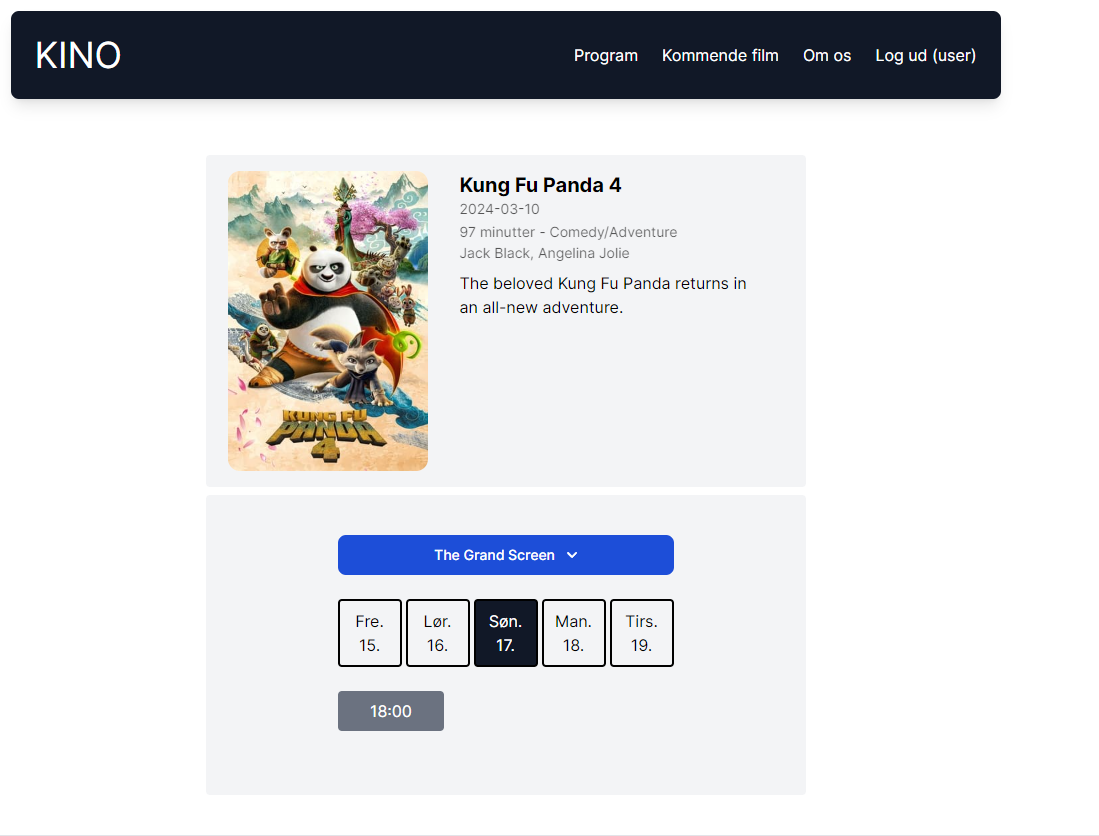 KINO
Program Kommende film Om os Log ud (user)
Kung Fu Panda 4
2024-03-10
97 minutter - Comedy/Adventure
Jack Black, Angelina Jolie
The beloved Kung Fu Panda returns in
an all-new adventure.
KUNG FU
PANDA
4
The Grand Screen
Fre. Lør. Søn. Man. Tirs.
15. 16. 17. 18. 19.
18:00